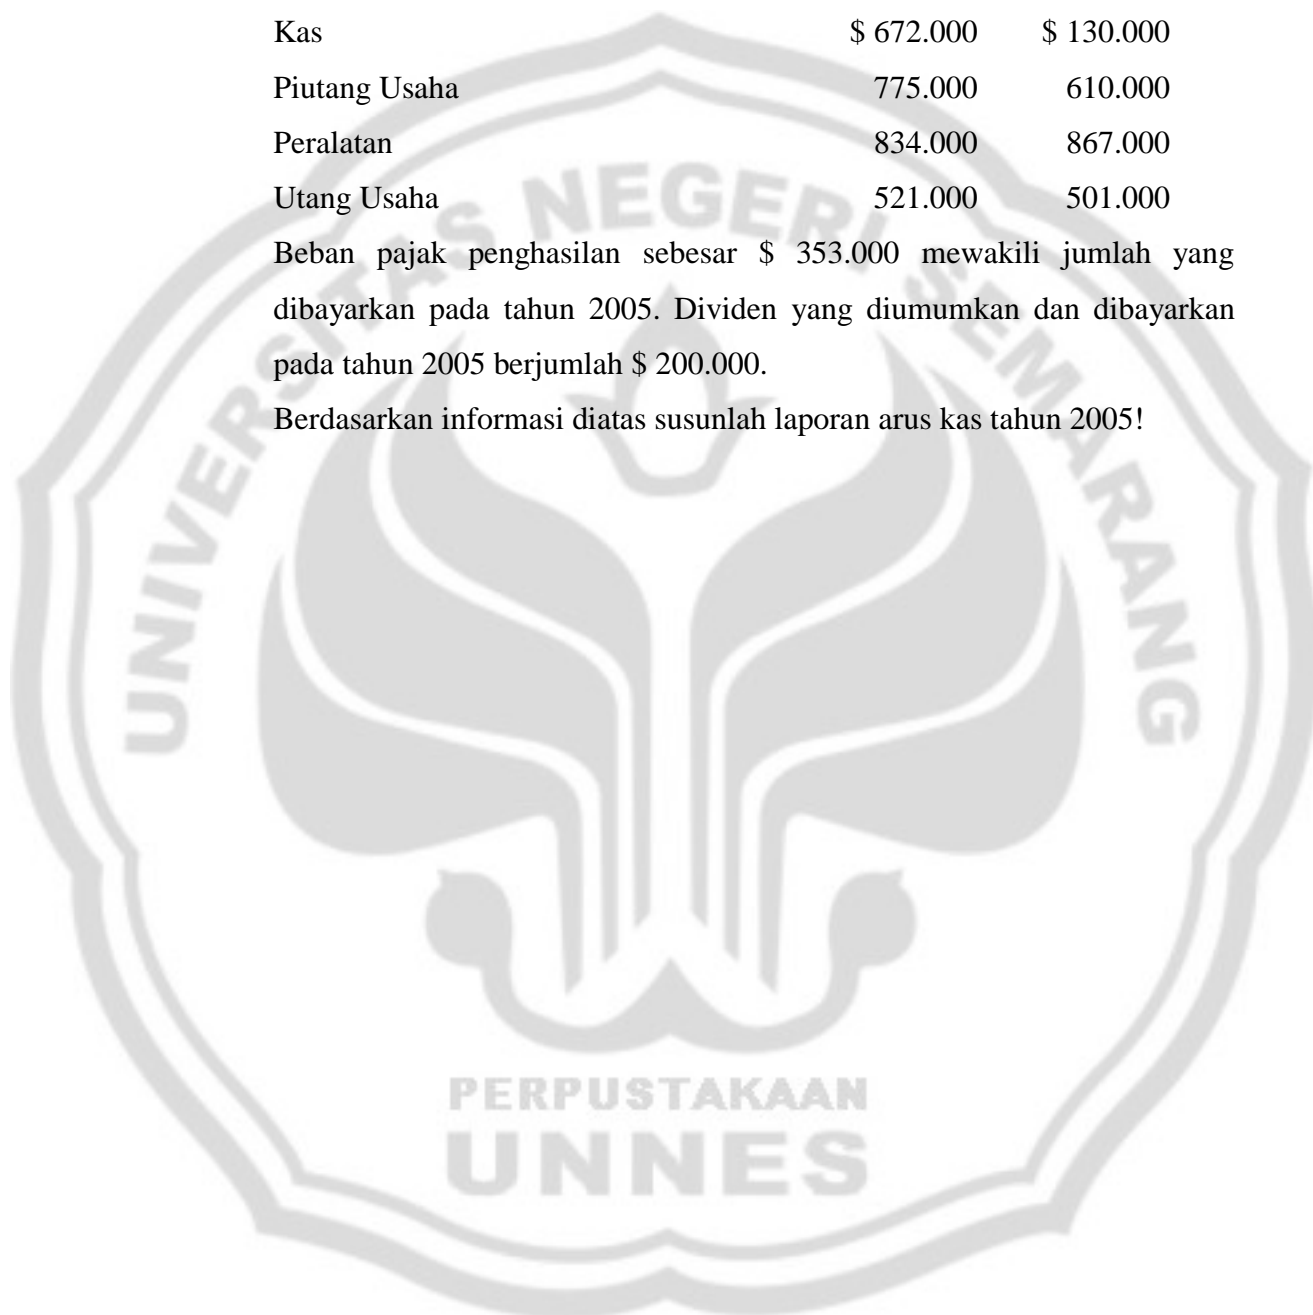 Kas $ 672.000 $ 130.000
Piutang Usaha 775.000 610.000
Peralatan 834.000 867.000
Utang Usaha 521.000 501.000
Beban pajak penghasilan sebesar $ 353.000 mewakili jumlah yang
dibayarkan pada tahun 2005. Dividen yang diumumkan dan dibayarkan
pada tahun 2005 berjumlah $ 200.000.
Berdasarkan informasi diatas susunlah laporan arus kas tahun 2005!
UNIVERSITAS NEGERI SEMARANG
PERPUSTAKAAN
UNNES